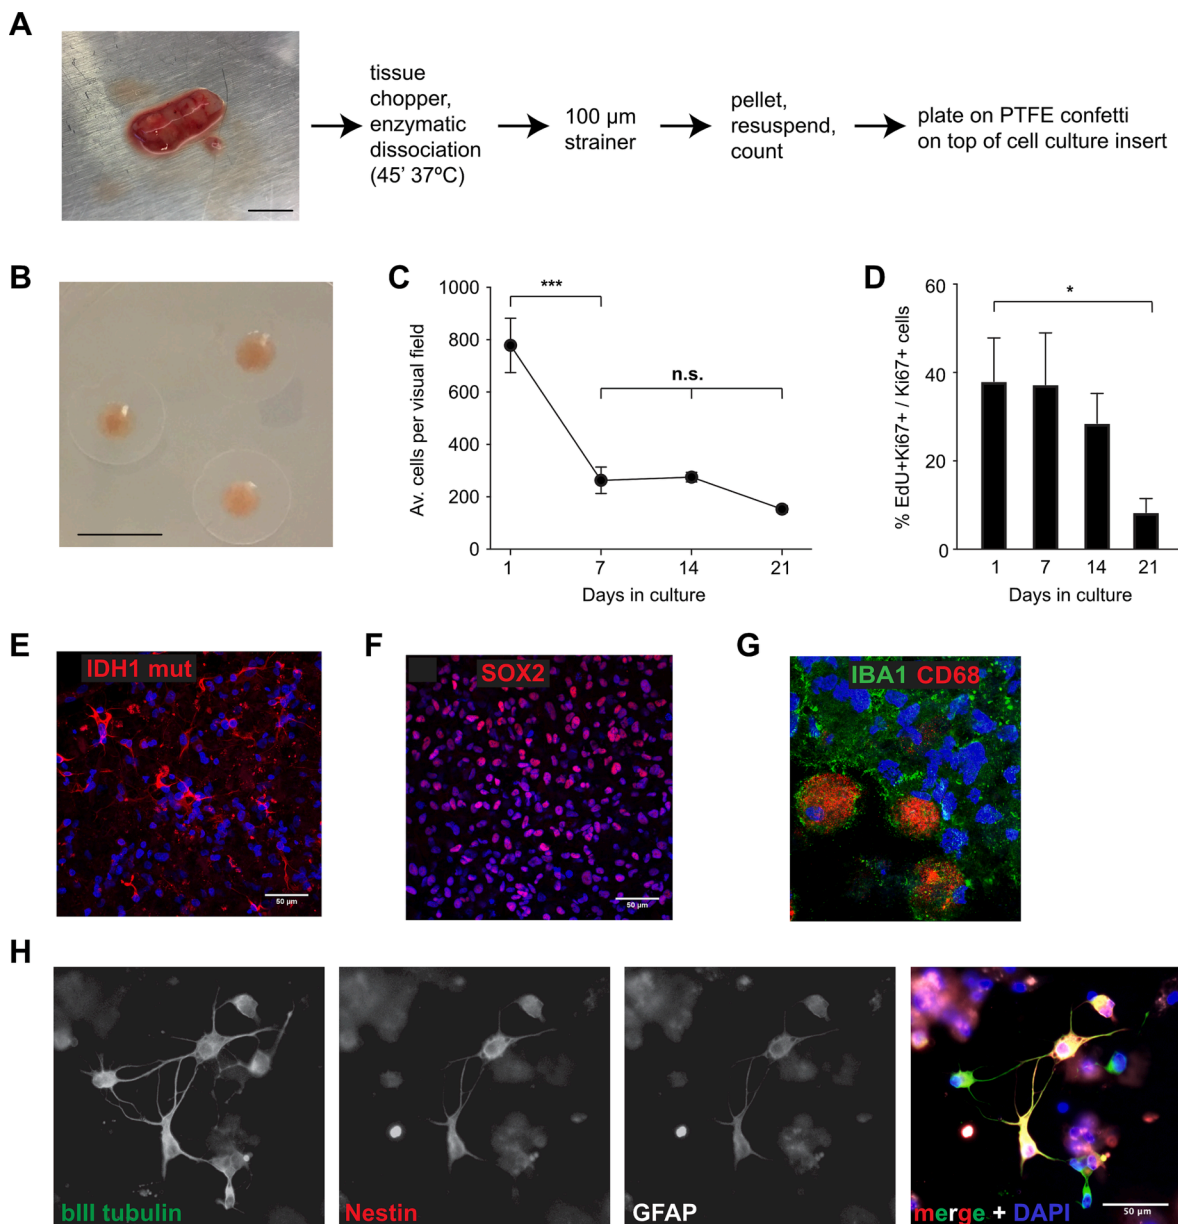 A
tissue
chopper,
enzymatic
dissociation
(45' 37ºC)
100 µm
strainer
pellet,
resuspend,
count
plate on PTFE confetti
on top of cell culture insert
B
C
Av. cells per visual field
1000
800
600
400
200
0
***
n.s.
1 7 14 21
Days in culture
D
% EdU+Ki67+ / Ki67+ cells
60
40
20
0
*
1 7 14 21
Days in culture
E
IDH1 mut
50 µm
F
SOX2
50 µm
G
IBA1 CD68
H
bIII tubulin
Nestin
GFAP
merge + DAPI
50 µm